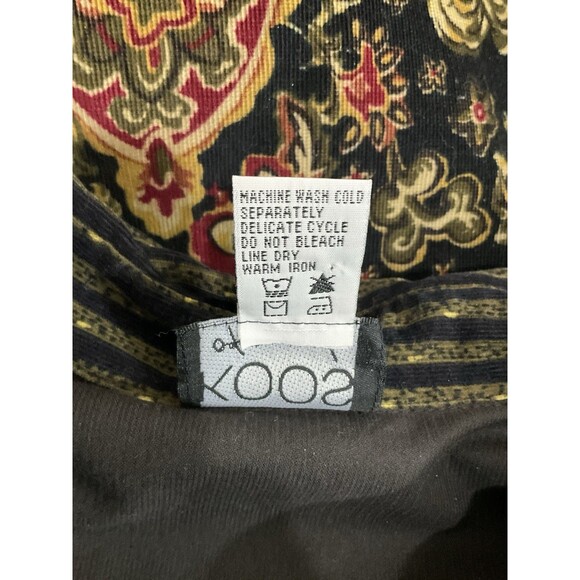 MACHINE WASH COLD
SEPARATELY
DELICATE CYCLE
DO NOT BLEACH
LINE DRY
WARM IRON
KOOS